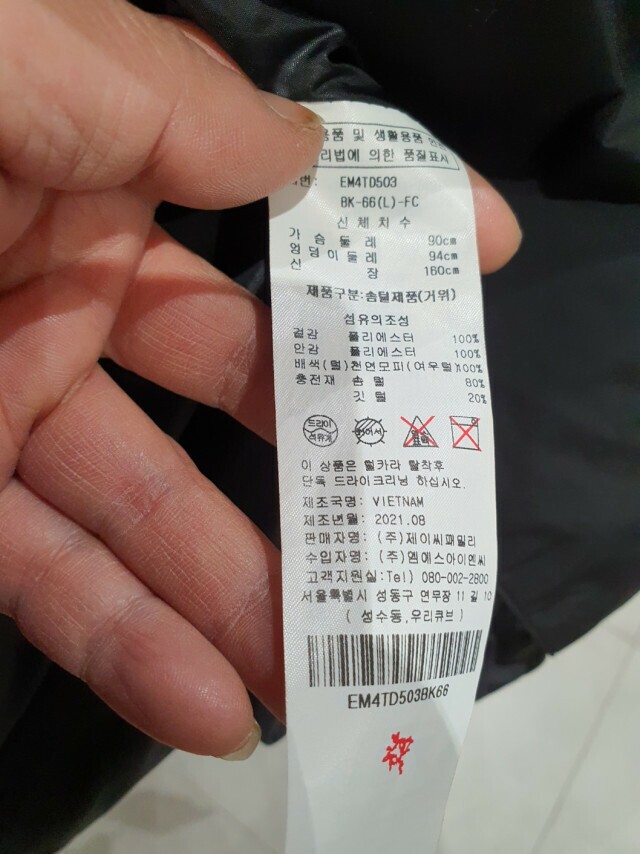 용품 및 생활용품 안
리법에 의한 품질표시
번: EM4TD503
BK-66(L)-FC
신체치수
가슴둘레 90cm
엉덩이둘레 94cm
신장 160cm
제품구분:솜털제품(거위)
섬유의조성
겉감 폴리에스터 100%
안감 폴리에스터 100%
배색(털)천연모피(여우털)100%
충전재 솜털 80%
깃털 20%
드라이
석유계
이 상품은 털카라 탈착후
단독 드라이크리닝 하십시오.
제조국명: VIETNAM
제조년월: 2021.08
판매자명: (주)제이씨패밀리
수입자명: (주)엠에스아이엔씨
고객지원실:Tel) 080-002-2800
서울특별시 성동구 연무장 11 길 10
(성수동,우리큐브)
EM4TD503BK66